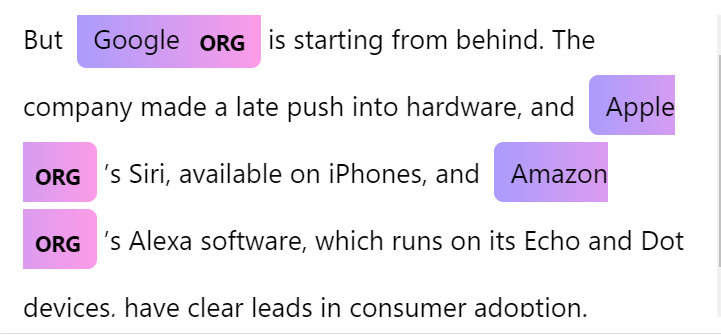 But Google ORG is starting from behind. The
company made a late push into hardware, and Apple
ORG ’s Siri, available on iPhones, and Amazon
ORG ’s Alexa software, which runs on its Echo and Dot
devices, have clear leads in consumer adoption.